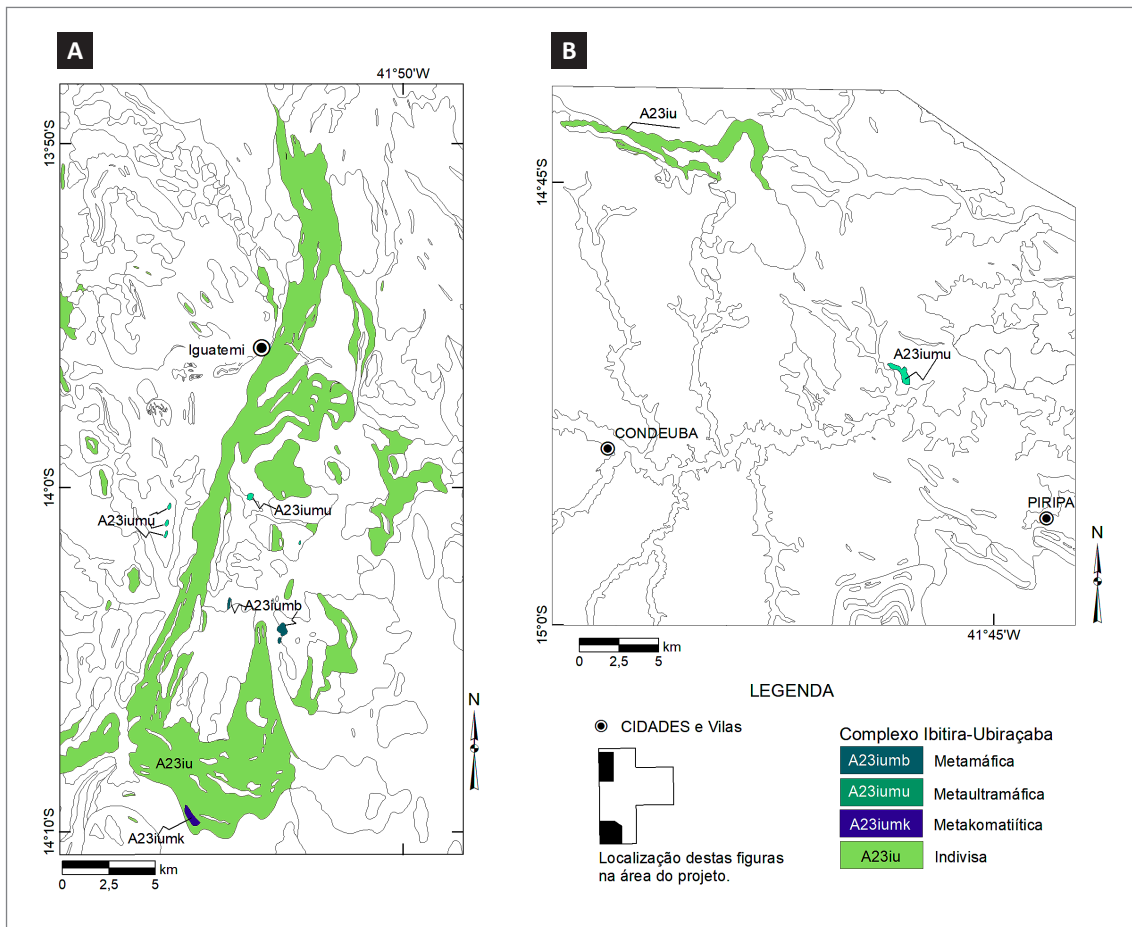 A
41°50'W
13°50'S
Iguatemi
14°0'S
A23iumu
A23iumu
A23iumb
A23iu
A23iumk
14°10'S
N
0 2,5 5 km
B
A23iu
14°45'S
A23iumu
CONDEUBA
PIRIPA
N
15°0'S
41°45'W
0 2,5 5 km
LEGENDA
CIDADES e Vilas
Localização destas figuras
na área do projeto.
Complexo Ibitira-Ubiraçaba
A23iumb Metamáfica
A23iumu Metaultramáfica
A23iumk Metakomatiítica
A23iu Indivisa